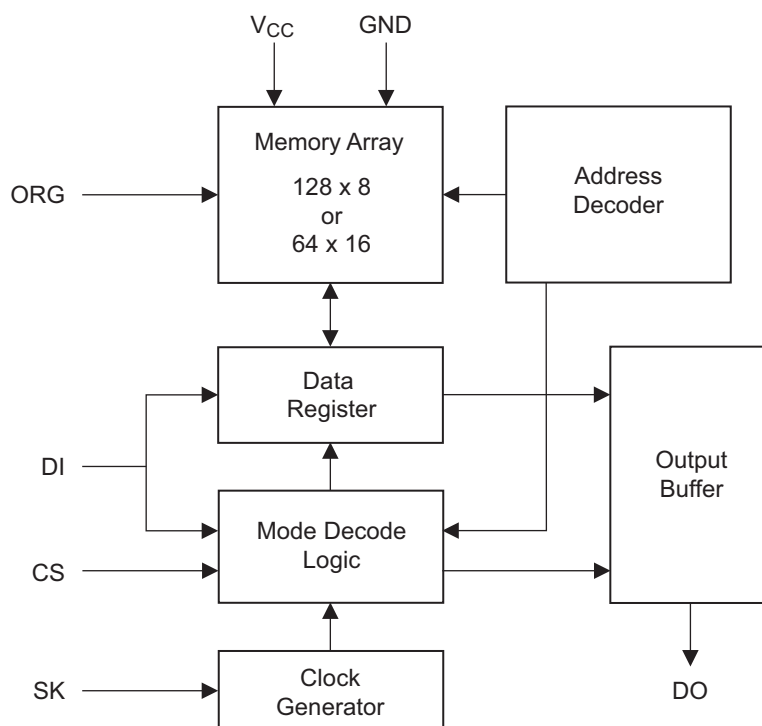 VCC
GND
Memory Array
128 x 8
or
64 x 16
Address
Decoder
ORG
Data
Register
DI
Output
Buffer
Mode Decode
Logic
CS
Clock
Generator
SK
DO